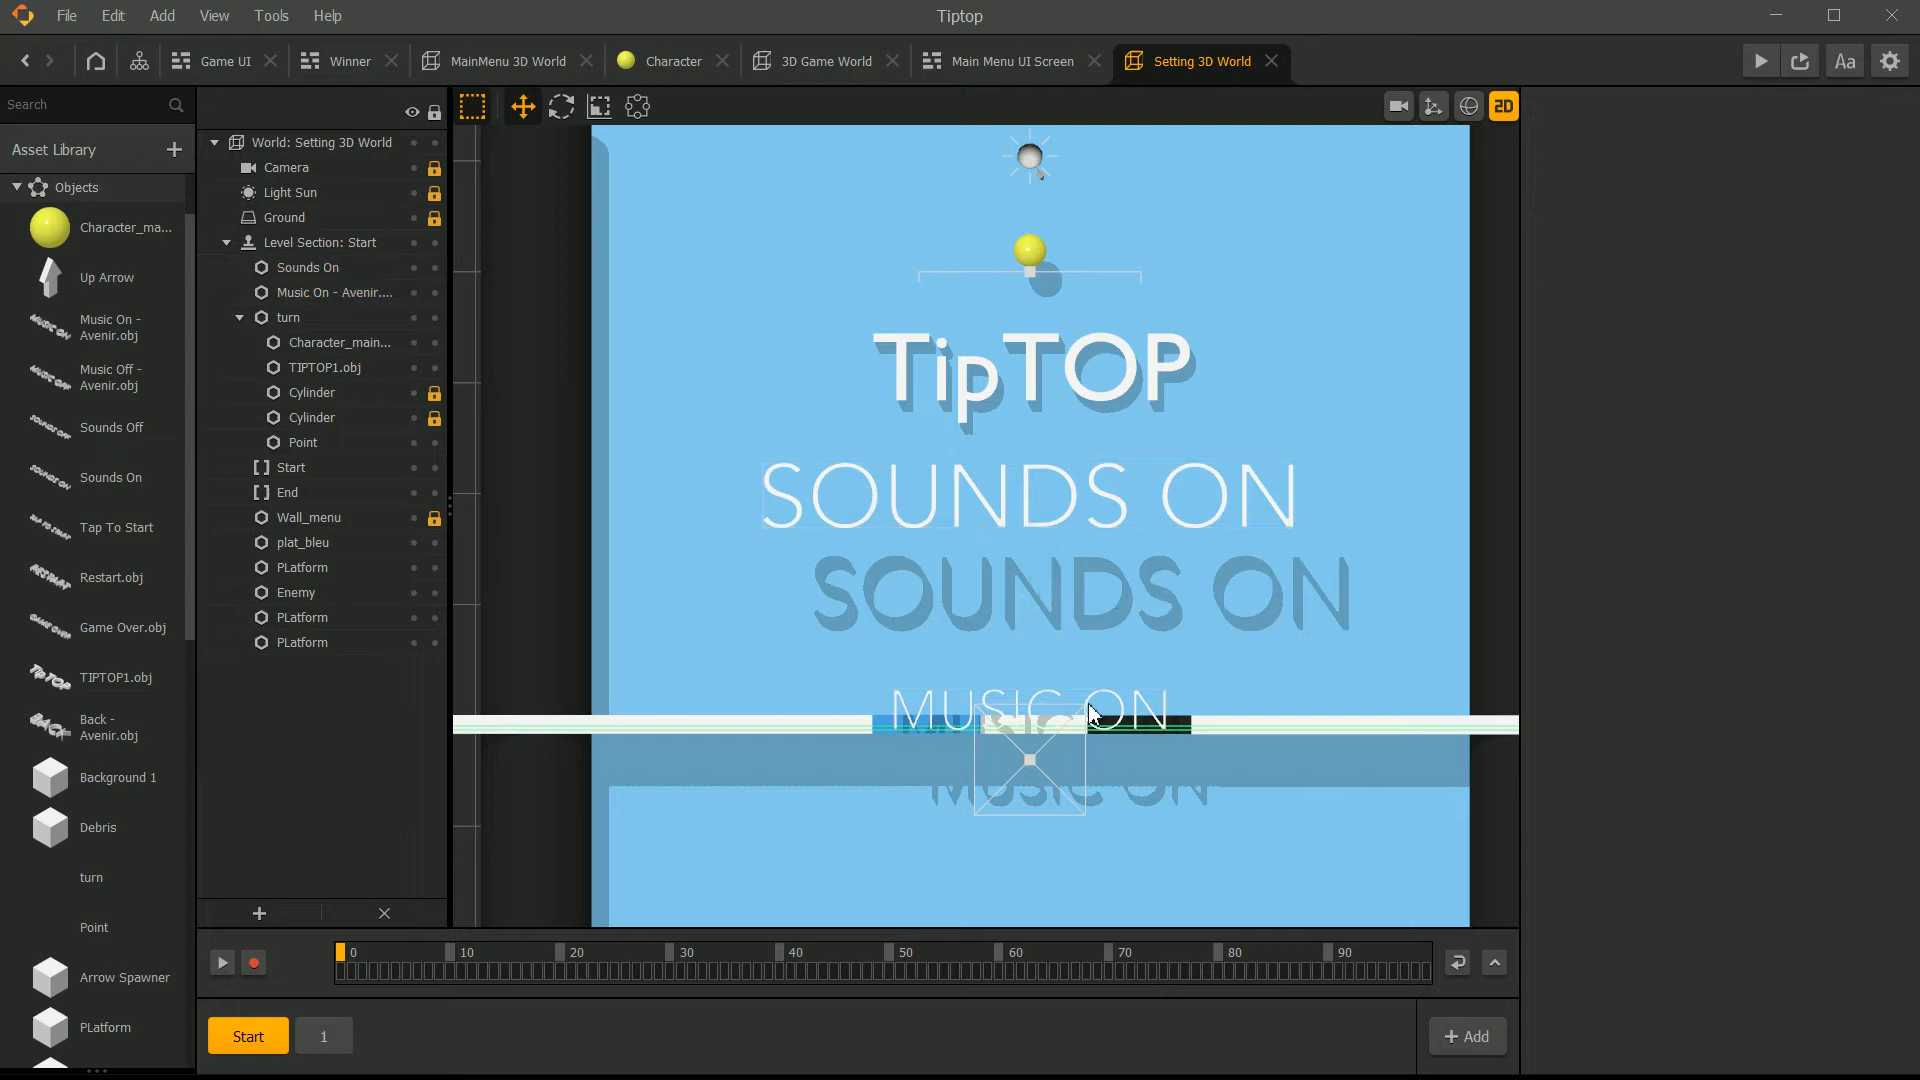 File Edit Add View Tools Help
Tiptop
Game UI
Winner
MainMenu 3D World
Character
3D Game World
Main Menu UI Screen
Setting 3D World
Aa
Search
Asset Library
Objects
Character_ma...
Up Arrow
Music On -
Avenir.obj
Music Off -
Avenir.obj
Sounds Off
Sounds On
Tap To Start
Restart.obj
Game Over.obj
TIPTOP1.obj
Back -
Avenir.obj
Background 1
Debris
turn
Point
Arrow Spawner
PLatform
World: Setting 3D World
Camera
Light Sun
Ground
Level Section: Start
Sounds On
Music On - Avenir....
turn
Character_main...
TIPTOP1.obj
Cylinder
Cylinder
Point
Start
End
Wall_menu
plat_bleu
PLatform
Enemy
PLatform
PLatform
2D
TipTOP
SOUNDS ON
SOUNDS ON
MUSIC ON
MUSIC ON
0 10 20 30 40 50 60 70 80 90
Start
1
+ Add